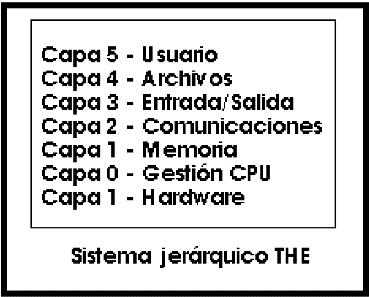 Capa 5 - Usuario
Capa 4 - Archivos
Capa 3 - Entrada/Salida
Capa 2 - Comunicaciones
Capa 1 - Memoria
Capa 0 - Gestión CPU
Capa 1 - Hardware
Sistema jerárquico THE